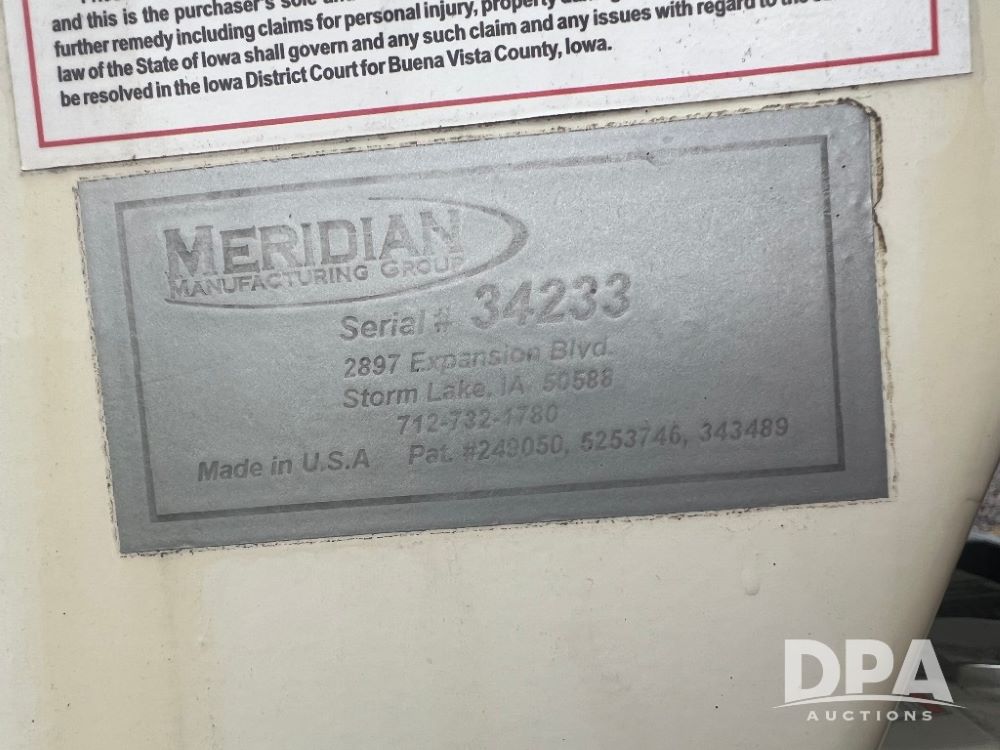 and this is the purchaser's sole
further remedy including claims for personal injury, property
law of the State of Iowa shall govern and any such claim and any issues with regard to the
be resolved in the Iowa District Court for Buena Vista County, Iowa.
MERIDIAN
MANUFACTURING GROUP
Serial # 34233
2897 Expansion Blvd.
Storm Lake, IA 50588
712-732-1780
Made in U.S.A Pat. #249050, 5253746, 343489
DPA
AUCTIONS